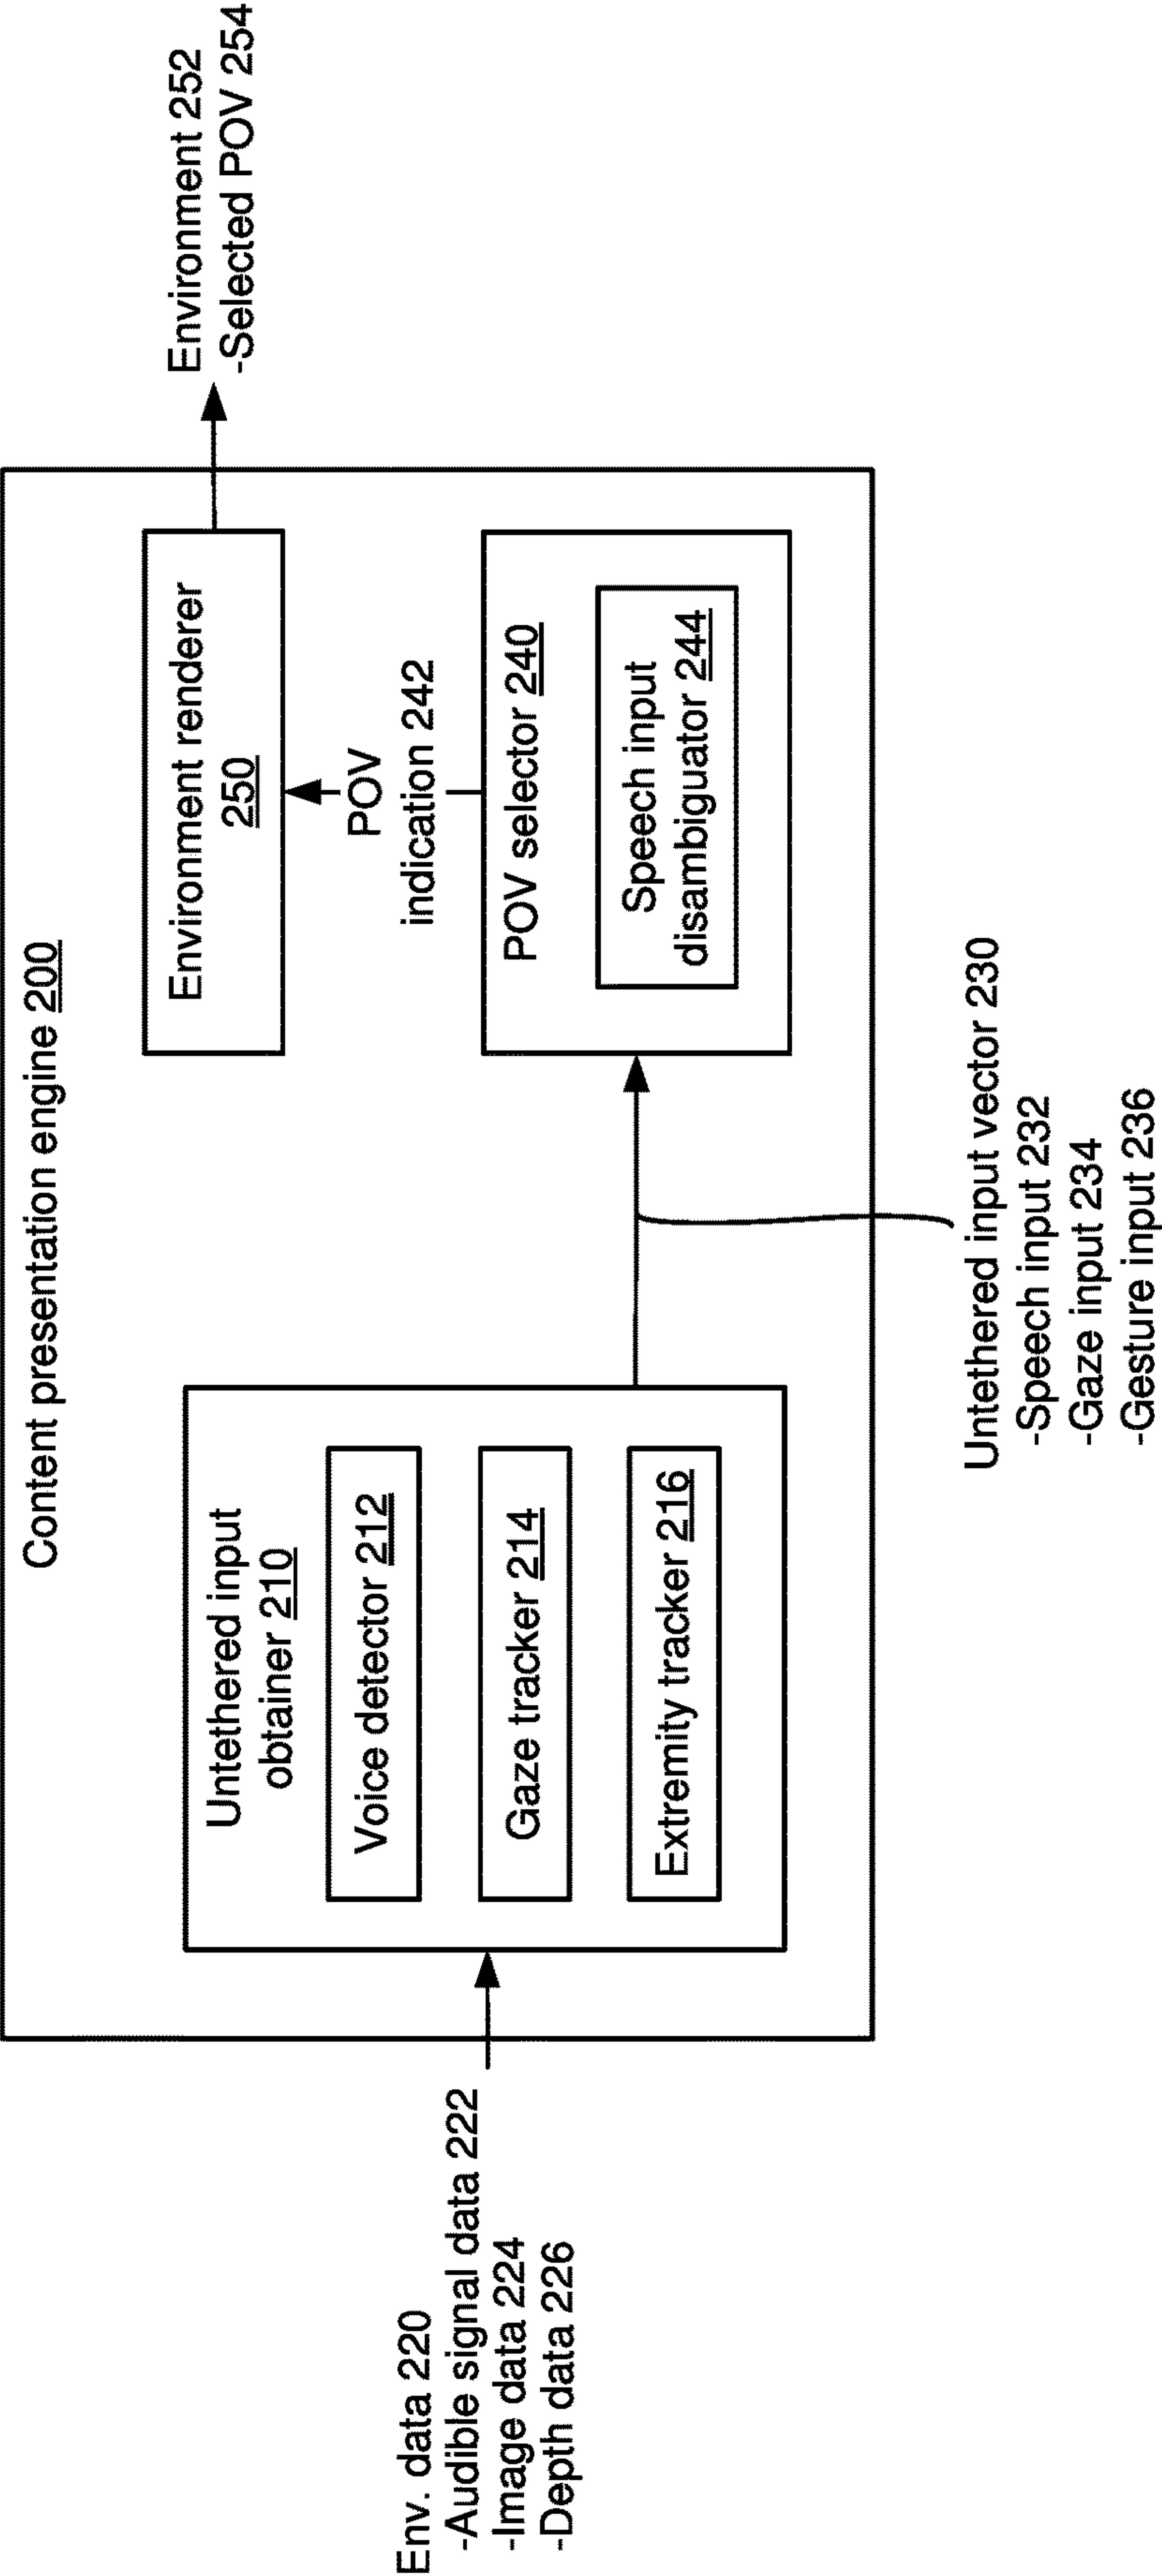 Content presentation engine 200
Env. data 220
-Audible signal data 222
-Image data 224
-Depth data 226
Untethered input
obtainer 210
Voice detector 212
Gaze tracker 214
Extremity tracker 216
Untethered input vector 230
-Speech input 232
-Gaze input 234
-Gesture input 236
POV selector 240
Speech input
disambiguator 244
POV
indication 242
Environment renderer
250
Environment 252
-Selected POV 254